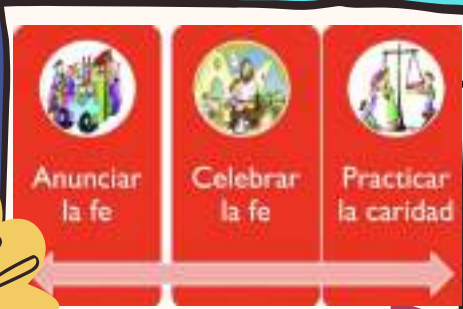 Anunciar
la fe
Celebrar
la fe
Practicar
la caridad